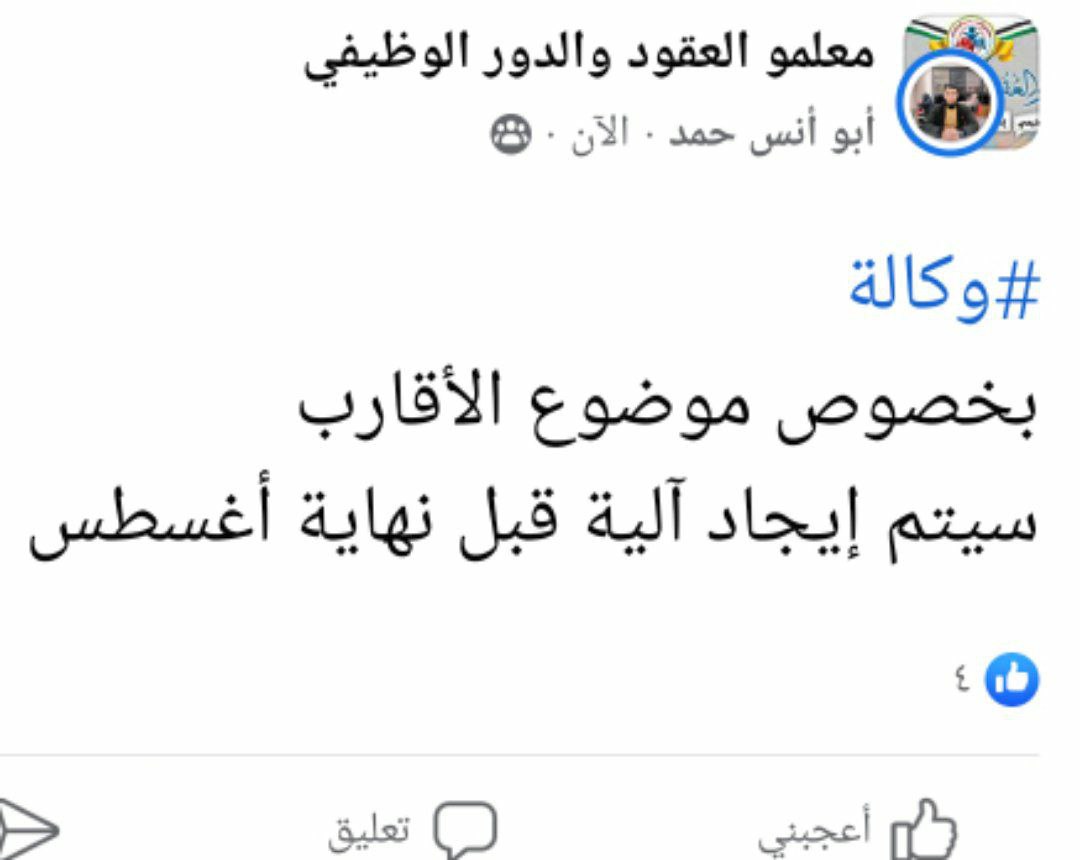 معلمو العقود والدور الوظيفي
أبو أنس حمد · الآن ·
#وكالة
بخصوص موضوع الأقارب
سيتم إيجاد آلية قبل نهاية أغسطس
٤
أعجبني
تعليق